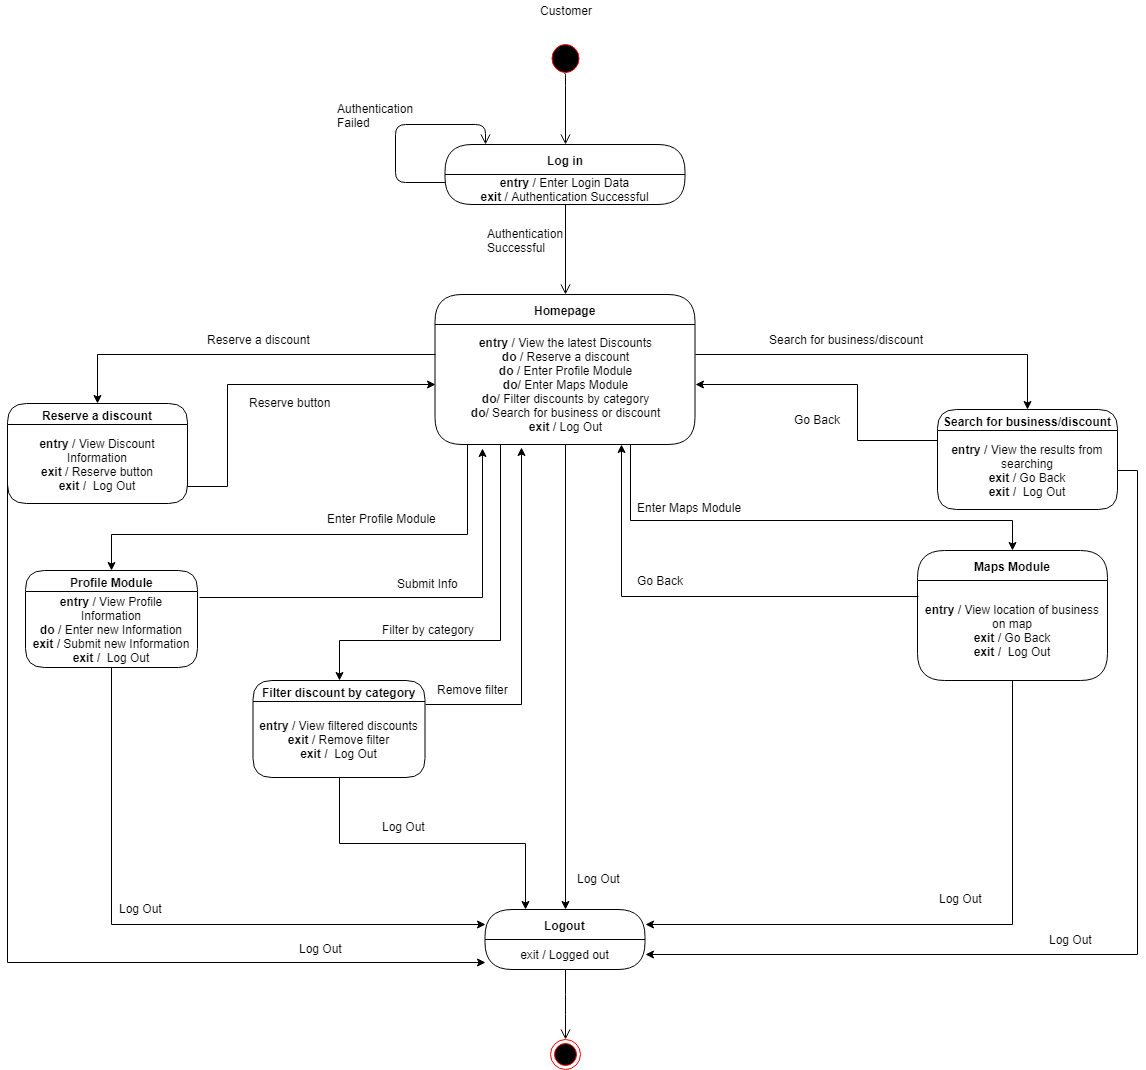 Customer
Authentication
Failed
Log in
entry / Enter Login Data
exit / Authentication Successful
Authentication
Successful
Homepage
entry / View the latest Discounts
do / Reserve a discount
do / Enter Profile Module
do/ Enter Maps Module
do/ Filter discounts by category
do/ Search for business or discount
exit / Log Out
Reserve a discount
Search for business/discount
Reserve button
Go Back
Reserve a discount
entry / View Discount
Information
exit / Reserve button
exit /  Log Out
Search for business/discount
entry / View the results from
searching
exit / Go Back
exit /  Log Out
Enter Profile Module
Enter Maps Module
Profile Module
entry / View Profile
Information
do / Enter new Information
exit / Submit new Information
exit /  Log Out
Submit Info
Go Back
Maps Module
entry / View location of business
on map
exit / Go Back
exit /  Log Out
Filter by category
Filter discount by category
entry / View filtered discounts
exit / Remove filter
exit /  Log Out
Remove filter
Log Out
Log Out
Log Out
Log Out
Log Out
Log Out
Logout
exit / Logged out